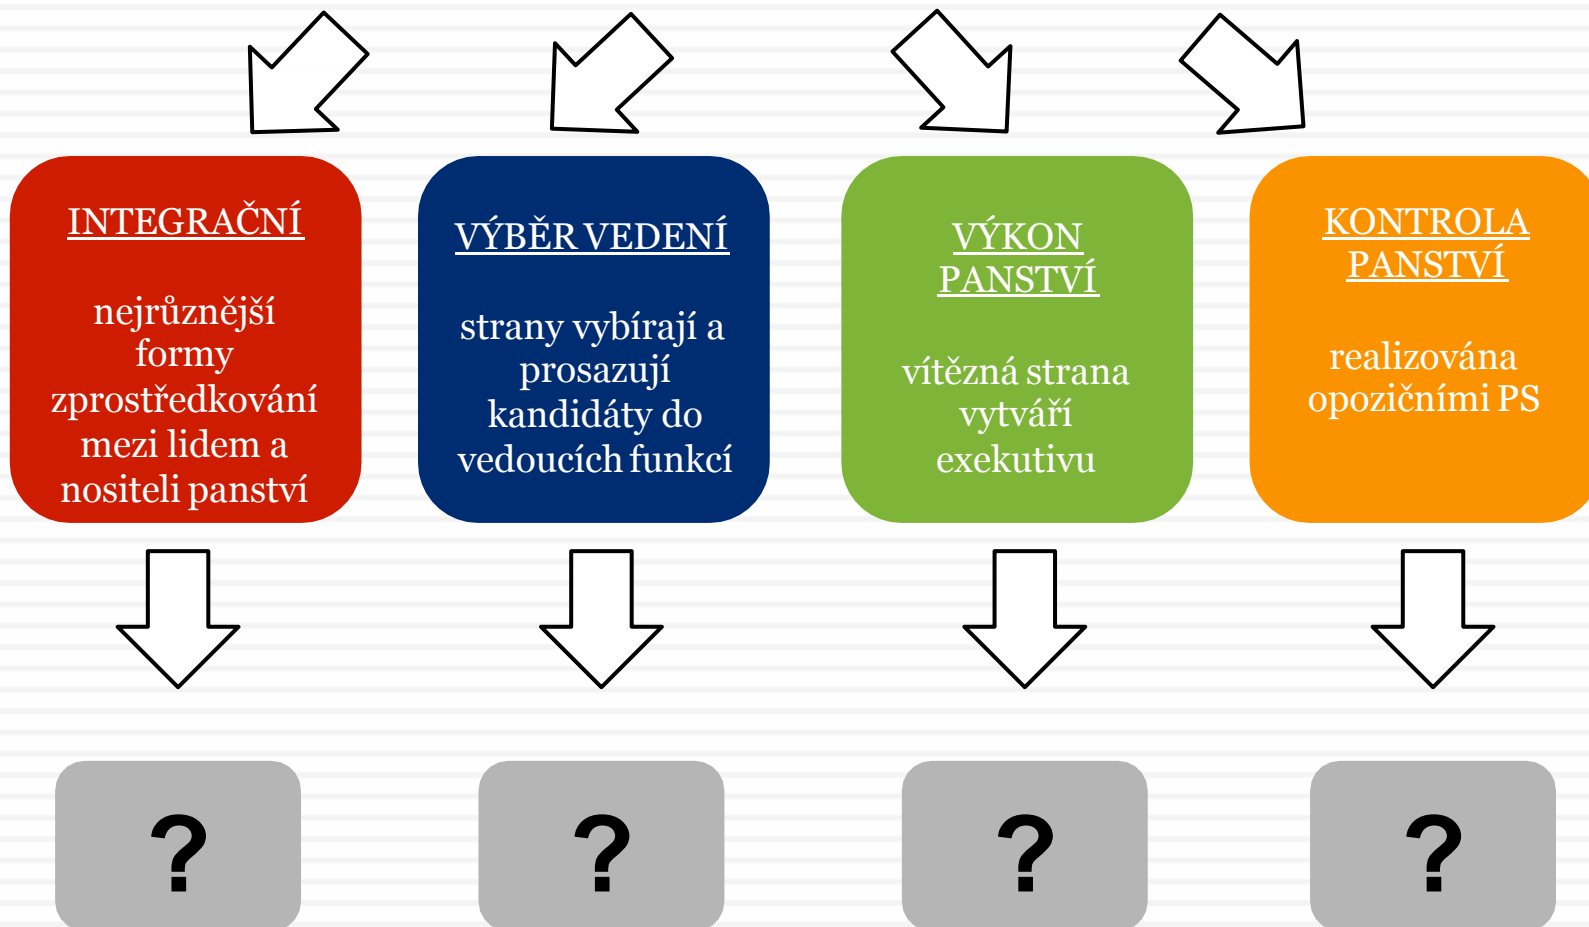 INTEGRAČNÍ
nejrůznější
formy
zprostředkování
mezi lidem a
nositeli panství
VÝBĚR VEDENÍ
strany vybírají a
prosazují
kandidáty do
vedoucích funkcí
VÝKON
PANSTVÍ
vítězná strana
vytváří
exekutivu
KONTROLA
PANSTVÍ
realizována
opozičními PS
?
?
?
?